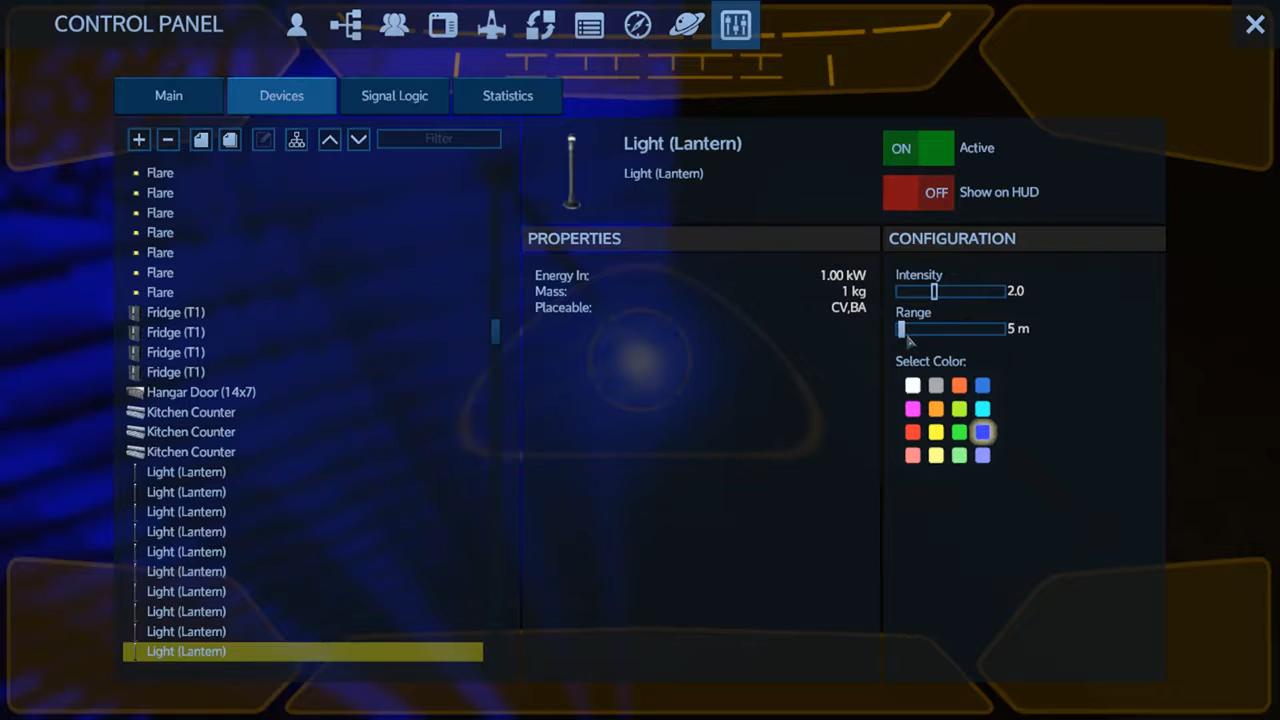 CONTROL PANEL
Main
Devices
Signal Logic
Statistics
Filter
Flare
Flare
Flare
Flare
Flare
Flare
Flare
Fridge (T1)
Fridge (T1)
Fridge (T1)
Fridge (T1)
Hangar Door (14x7)
Kitchen Counter
Kitchen Counter
Kitchen Counter
Light (Lantern)
Light (Lantern)
Light (Lantern)
Light (Lantern)
Light (Lantern)
Light (Lantern)
Light (Lantern)
Light (Lantern)
Light (Lantern)
Light (Lantern)
Light (Lantern)
Light (Lantern)
ON Active
OFF Show on HUD
PROPERTIES
Energy In: 1.00 kW
Mass: 1 kg
Placeable: CV,BA
CONFIGURATION
Intensity
2.0
Range
5 m
Select Color: